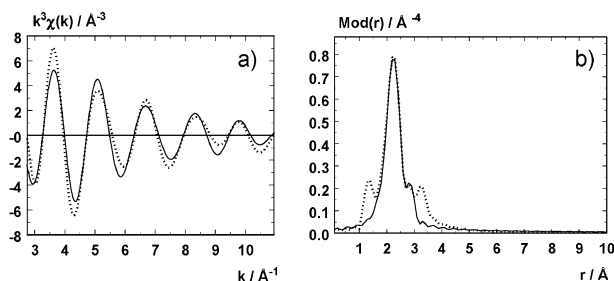 k³χ(k) / Å⁻³
a)
8
6
4
2
-0
-2
-4
-6
-8
3 4 5 6 7 8 9 10
k / Å⁻¹
Mod(r) / Å⁻⁴
b)
0.8
0.7
0.6
0.5
0.4
0.3
0.2
0.1
0.0
1 2 3 4 5 6 7 8 9 10
r / Å